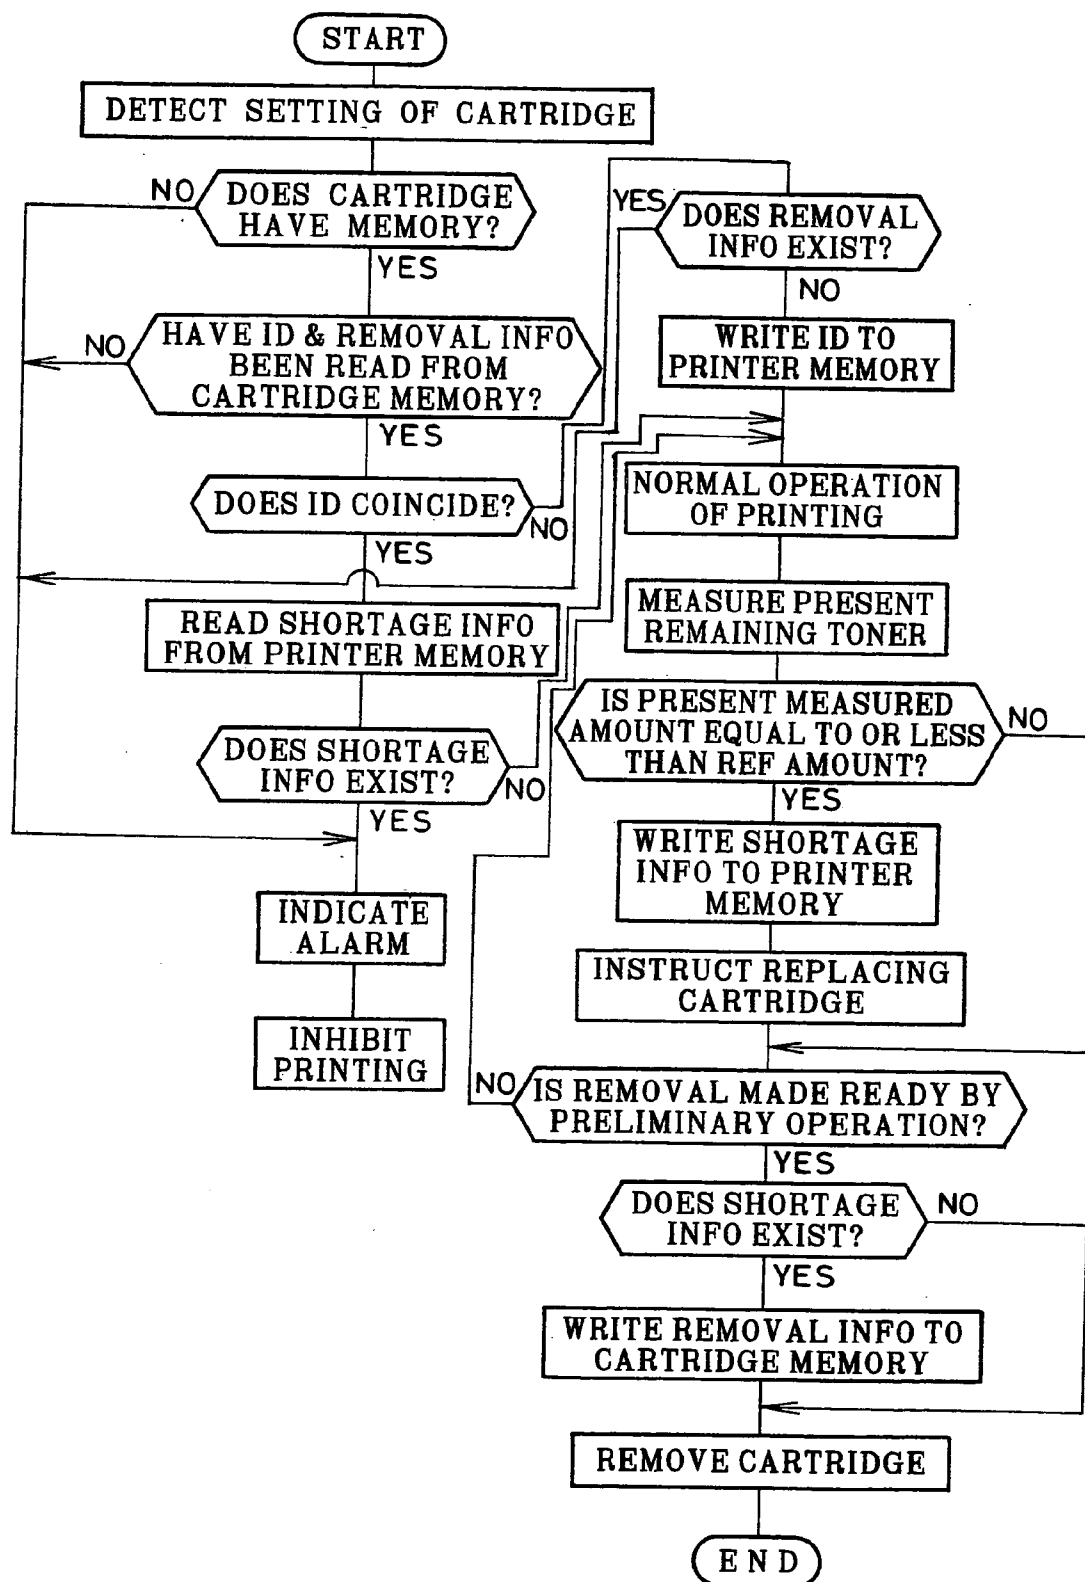 START
DETECT SETTING OF CARTRIDGE
NO
DOES CARTRIDGE
HAVE MEMORY?
YES
NO
HAVE ID & REMOVAL INFO
BEEN READ FROM
CARTRIDGE MEMORY?
YES
DOES ID COINCIDE?
NO
YES
READ SHORTAGE INFO
FROM PRINTER MEMORY
DOES SHORTAGE
INFO EXIST?
NO
YES
INDICATE
ALARM
INHIBIT
PRINTING
YES
DOES REMOVAL
INFO EXIST?
NO
WRITE ID TO
PRINTER MEMORY
NORMAL OPERATION
OF PRINTING
MEASURE PRESENT
REMAINING TONER
IS PRESENT MEASURED
AMOUNT EQUAL TO OR LESS
THAN REF AMOUNT?
NO
YES
WRITE SHORTAGE
INFO TO PRINTER
MEMORY
INSTRUCT REPLACING
CARTRIDGE
NO
IS REMOVAL MADE READY BY
PRELIMINARY OPERATION?
YES
DOES SHORTAGE
INFO EXIST?
NO
YES
WRITE REMOVAL INFO TO
CARTRIDGE MEMORY
REMOVE CARTRIDGE
END